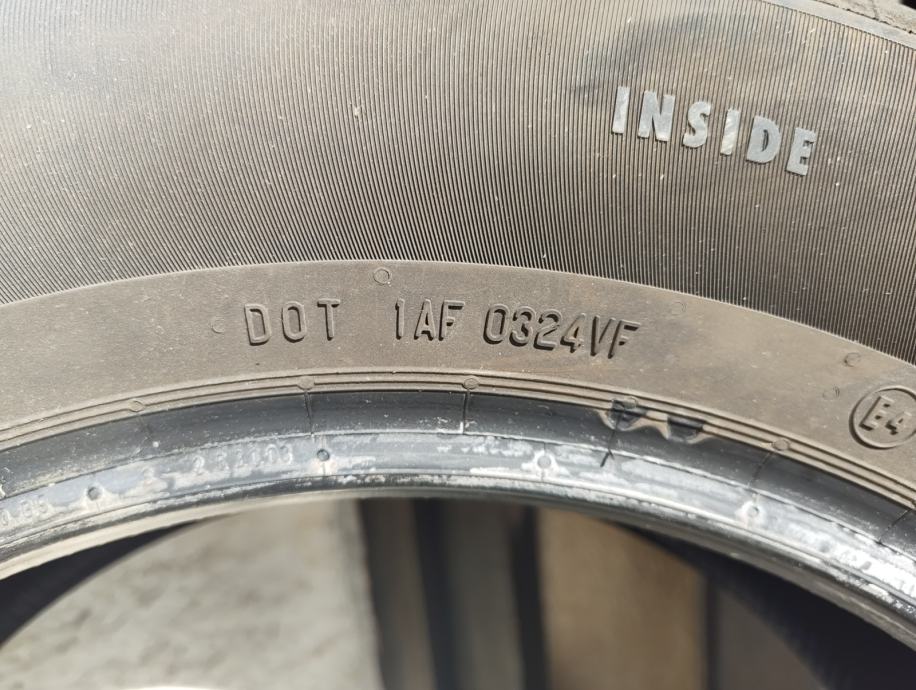 INSIDE
DOT 1AF 0324VF
E4